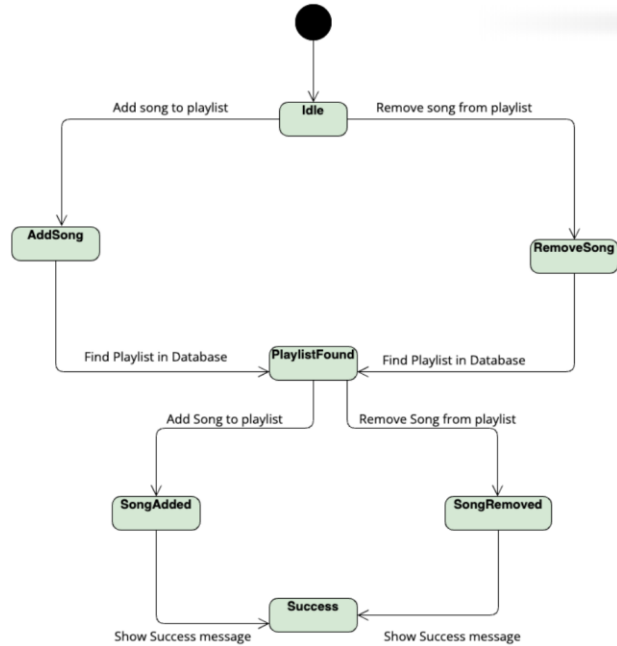 Idle
Add song to playlist
Remove song from playlist
AddSong
RemoveSong
PlaylistFound
Find Playlist in Database
Find Playlist in Database
Add Song to playlist
Remove Song from playlist
SongAdded
SongRemoved
Success
Show Success message
Show Success message